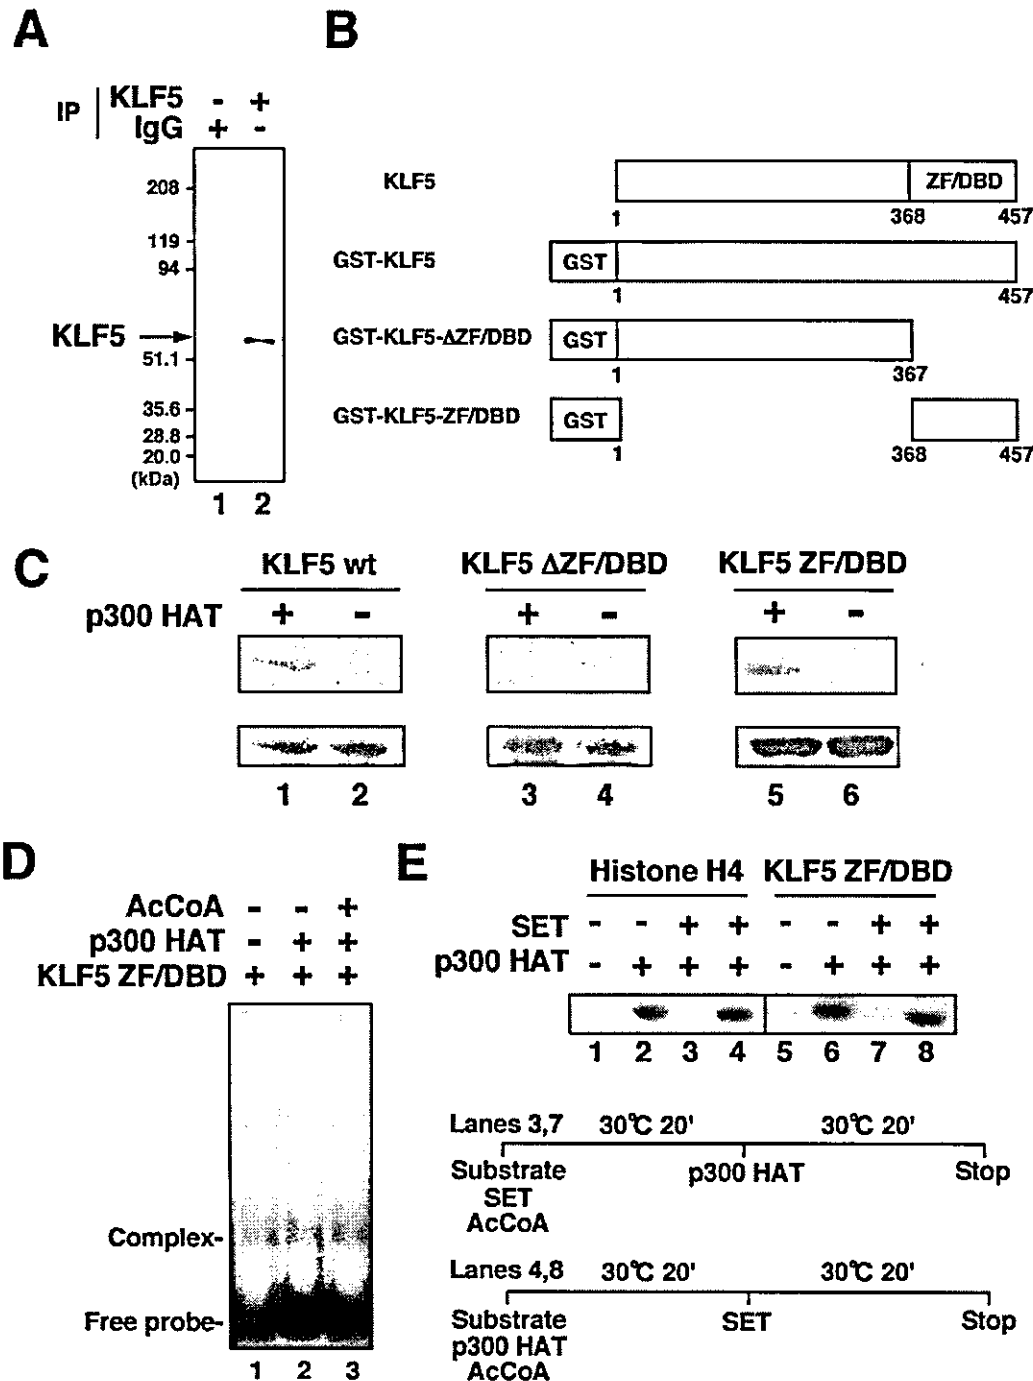 A
IP KLF5 - +
IgG + -
208
119
94
KLF5
51.1
35.6
28.8
20.0
(kDa)
1 2
B
KLF5 ZF/DBD
1 368 457
GST-KLF5 GST
1 457
GST-KLF5-ΔZF/DBD GST
1 367
GST-KLF5-ZF/DBD GST
1 368 457
C
KLF5 wt KLF5 ΔZF/DBD KLF5 ZF/DBD
p300 HAT + - + - + -
1 2 3 4 5 6
D
AcCoA - - +
p300 HAT - + +
KLF5 ZF/DBD + + +
Complex-
Free probe-
1 2 3
E
Histone H4 KLF5 ZF/DBD
SET - - + + - - + +
p300 HAT - + + + - + + +
1 2 3 4 5 6 7 8
Lanes 3,7 30℃ 20' 30℃ 20'
Substrate p300 HAT Stop
SET
AcCoA
Lanes 4,8 30℃ 20' 30℃ 20'
Substrate SET Stop
p300 HAT
AcCoA